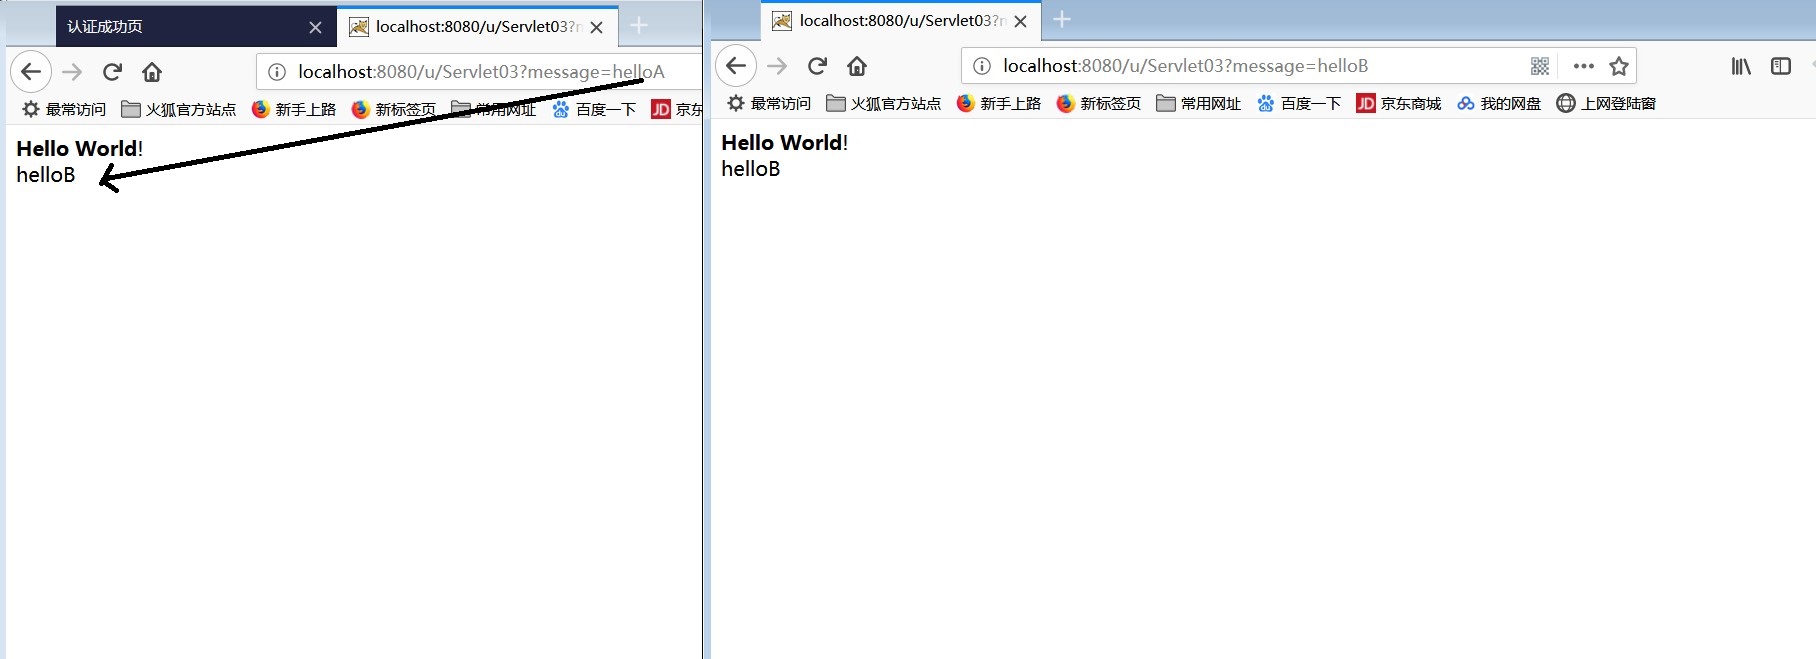 认证成功页
localhost:8080/u/Servlet03?m
localhost:8080/u/Servlet03?message=helloA
最常访问 火狐官方站点 新手上路 新标签页 常用网址 百度一下 JD 京东
Hello World!
helloB
localhost:8080/u/Servlet03?m
localhost:8080/u/Servlet03?message=helloB
最常访问 火狐官方站点 新手上路 新标签页 常用网址 百度一下 JD 京东商城 我的网盘 上网登陆窗
Hello World!
helloB